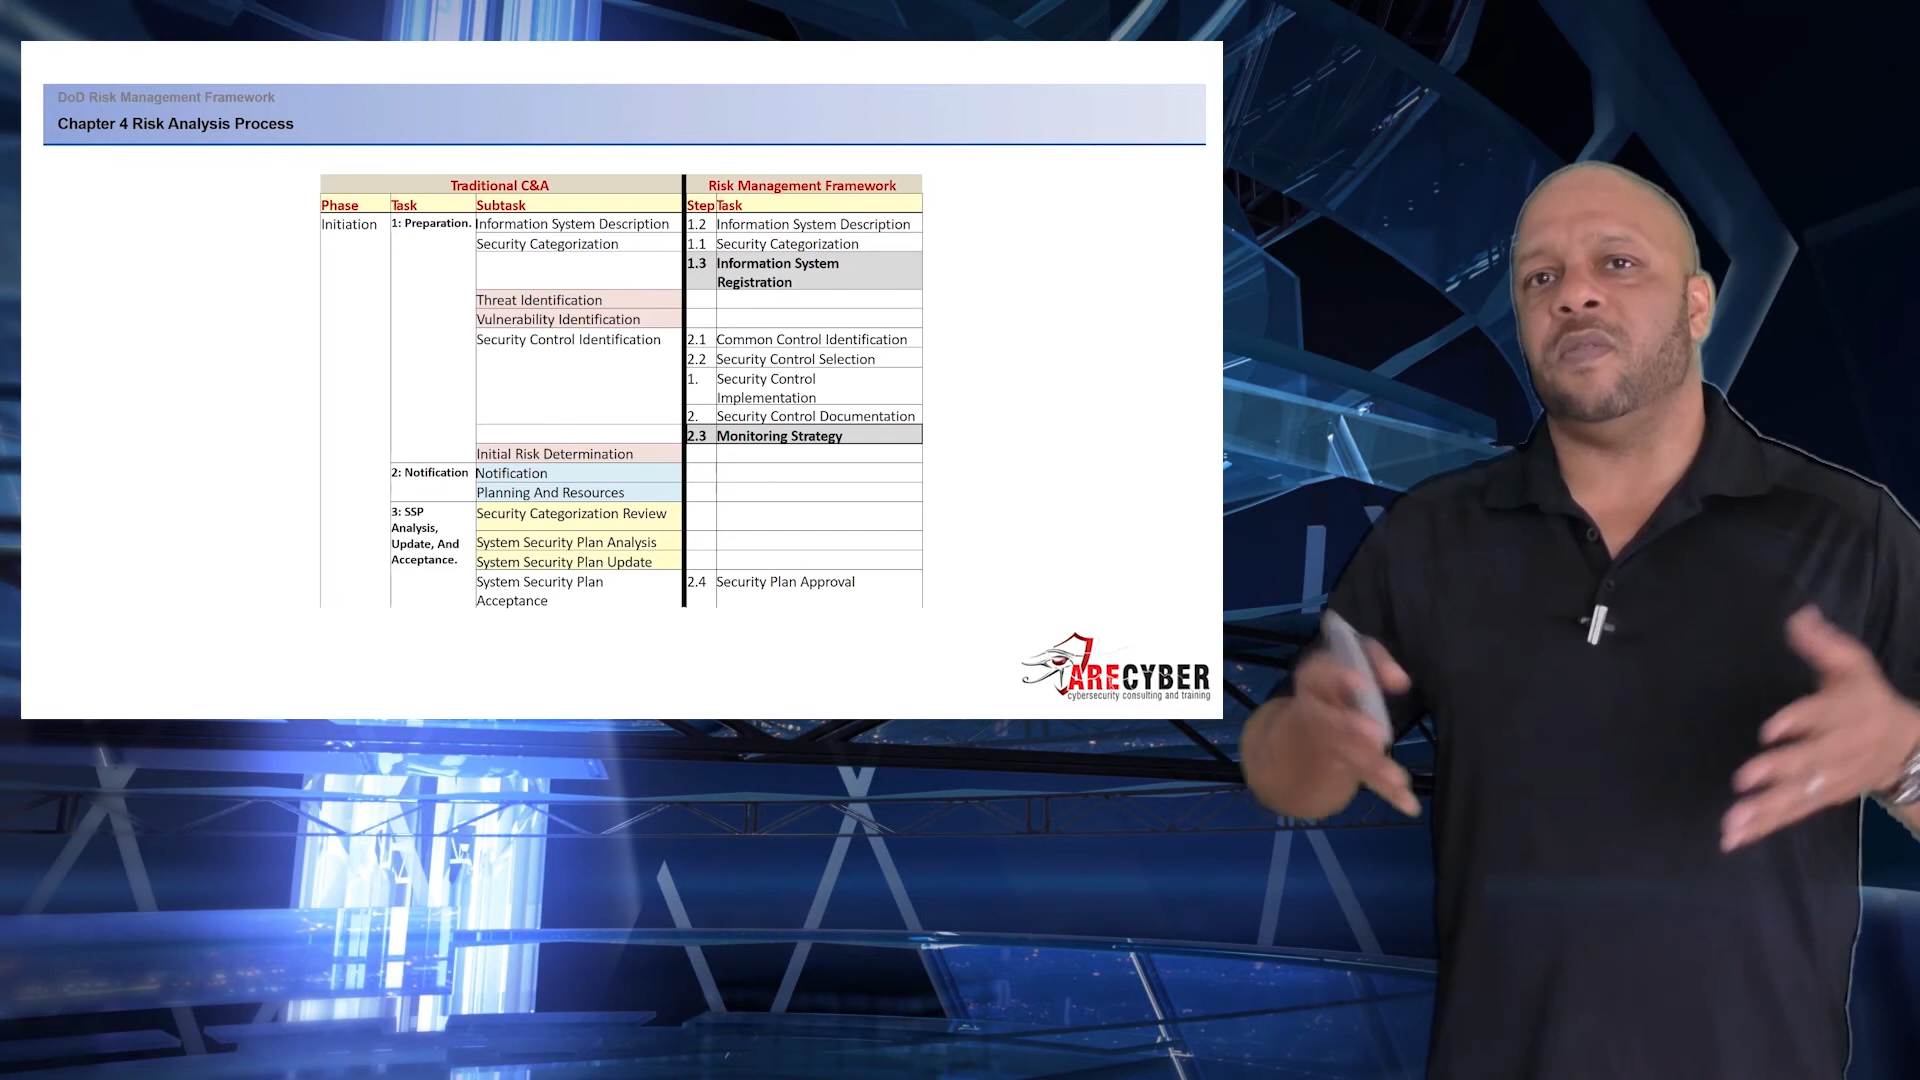 DoD Risk Management Framework
Chapter 4 Risk Analysis Process
Traditional C&A Risk Management Framework
Phase Task Subtask Step Task
Initiation 1: Preparation. Information System Description 1.2 Information System Description
Security Categorization 1.1 Security Categorization
1.3 Information System
Registration
Threat Identification
Vulnerability Identification
Security Control Identification 2.1 Common Control Identification
2.2 Security Control Selection
1. Security Control
Implementation
2. Security Control Documentation
2.3 Monitoring Strategy
Initial Risk Determination
2: Notification Notification
Planning And Resources
3: SSP Security Categorization Review
Analysis,
Update, And System Security Plan Analysis
Acceptance. System Security Plan Update
System Security Plan 2.4 Security Plan Approval
Acceptance
ARECYBER
cybersecurity consulting and training